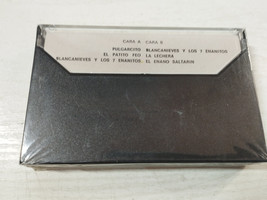 CARA A CARA B
PULGARCITO BLANCANIEVES Y LOS 7 ENANITOS
EL PATITO FEO LA LECHERA
BLANCANIEVES Y LOS 7 ENANITOS EL ENANO SALTARIN